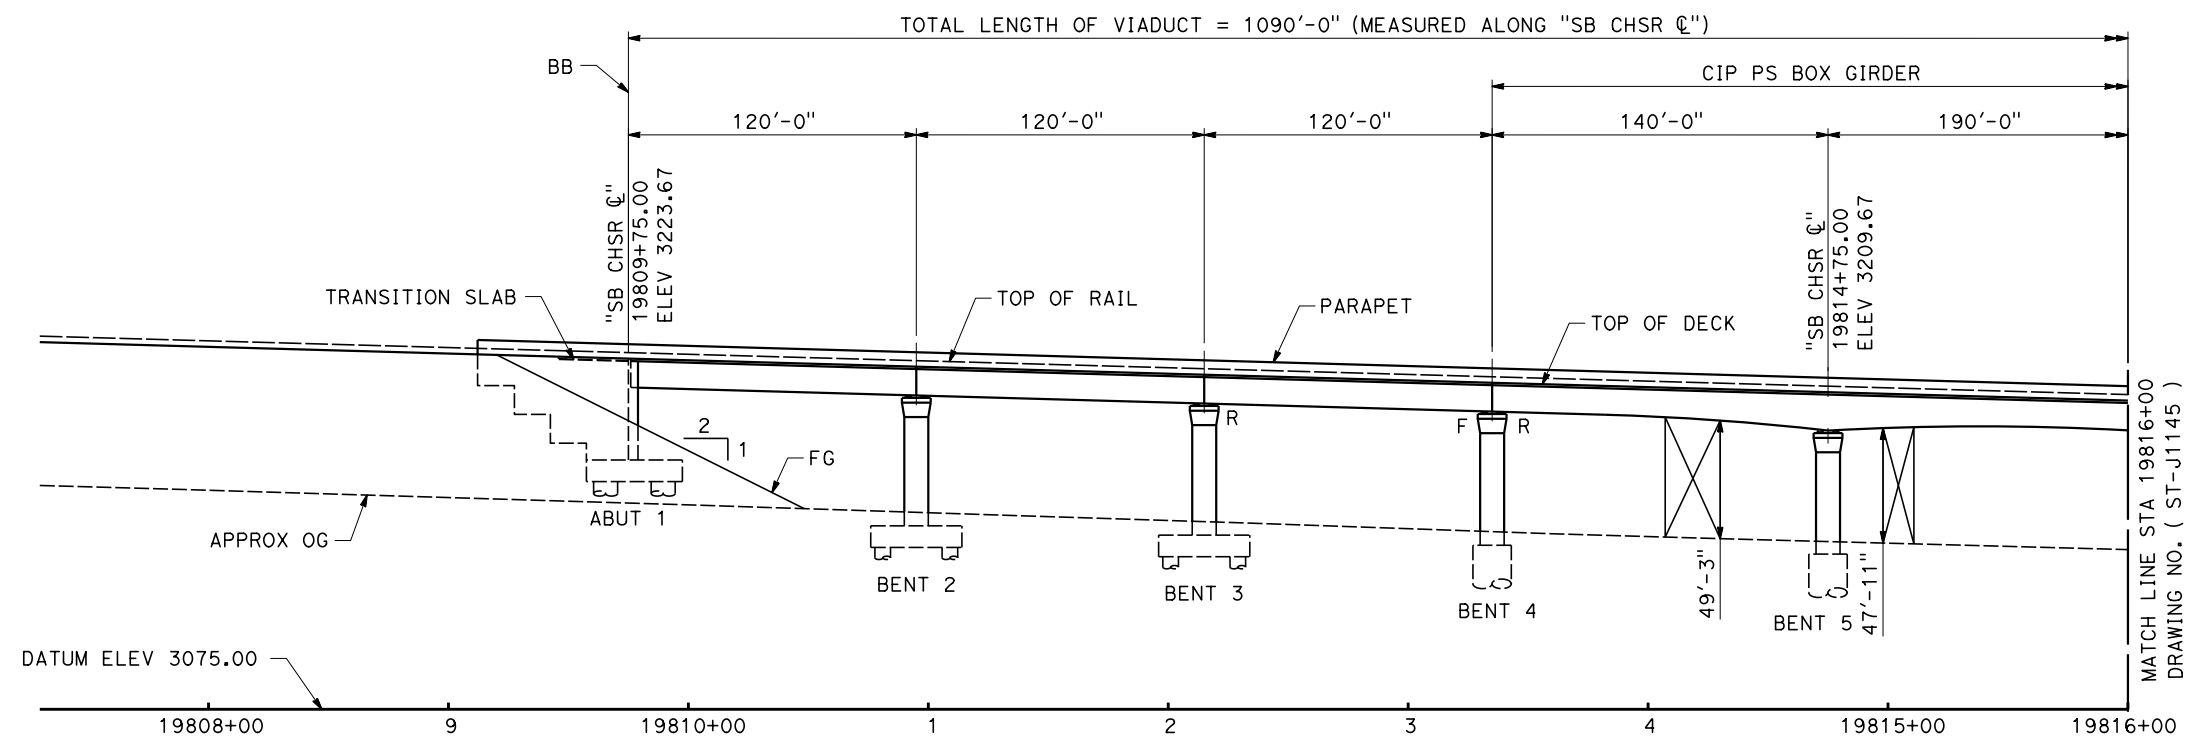 TOTAL LENGTH OF VIADUCT = 1090'-0" (MEASURED ALONG "SB CHSR ℄")
BB
CIP PS BOX GIRDER
120'-0"
120'-0"
120'-0"
140'-0"
190'-0"
"SB CHSR ℄"
19809+75.00
ELEV 3223.67
"SB CHSR ℄"
19814+75.00
ELEV 3209.67
TRANSITION SLAB
TOP OF RAIL
PARAPET
TOP OF DECK
2
1
FG
R
F
R
ABUT 1
APPROX OG
BENT 2
BENT 3
BENT 4
BENT 5
49'-3"
47'-11"
MATCH LINE STA 19816+00
DRAWING NO. ( ST-J1145 )
DATUM ELEV 3075.00
19808+00
9
19810+00
1
2
3
4
19815+00
19816+00